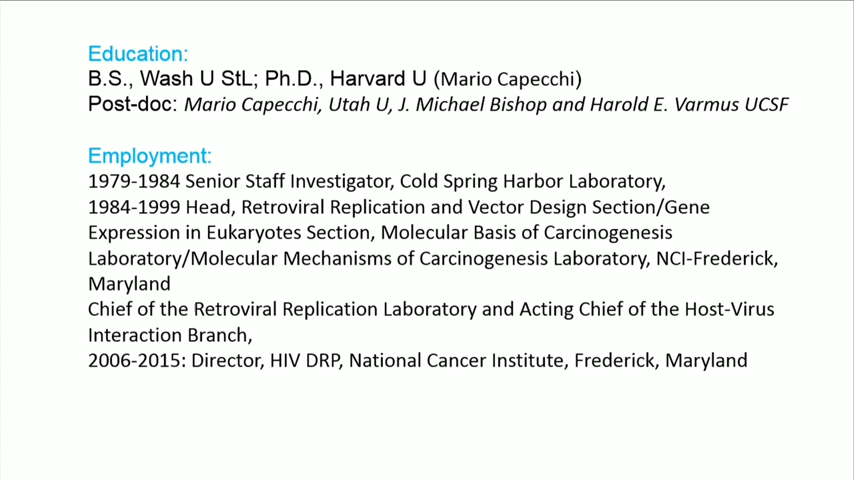 Education:
B.S., Wash U StL; Ph.D., Harvard U (Mario Capecchi)
Post-doc: Mario Capecchi, Utah U, J. Michael Bishop and Harold E. Varmus UCSF
Employment:
1979-1984 Senior Staff Investigator, Cold Spring Harbor Laboratory,
1984-1999 Head, Retroviral Replication and Vector Design Section/Gene
Expression in Eukaryotes Section, Molecular Basis of Carcinogenesis
Laboratory/Molecular Mechanisms of Carcinogenesis Laboratory, NCI-Frederick,
Maryland
Chief of the Retroviral Replication Laboratory and Acting Chief of the Host-Virus
Interaction Branch,
2006-2015: Director, HIV DRP, National Cancer Institute, Frederick, Maryland